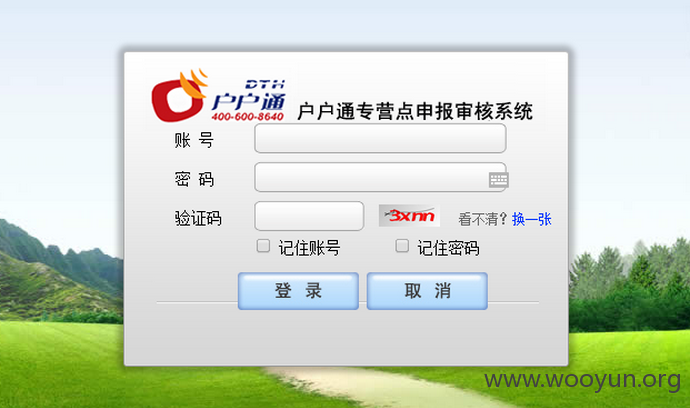 DTH
户户通
400-600-8640
户户通专营点申报审核系统
账 号
密 码
验证码
3xnn
看不清? 换一张
记住账号
记住密码
登 录
取 消
www.wooyun.org